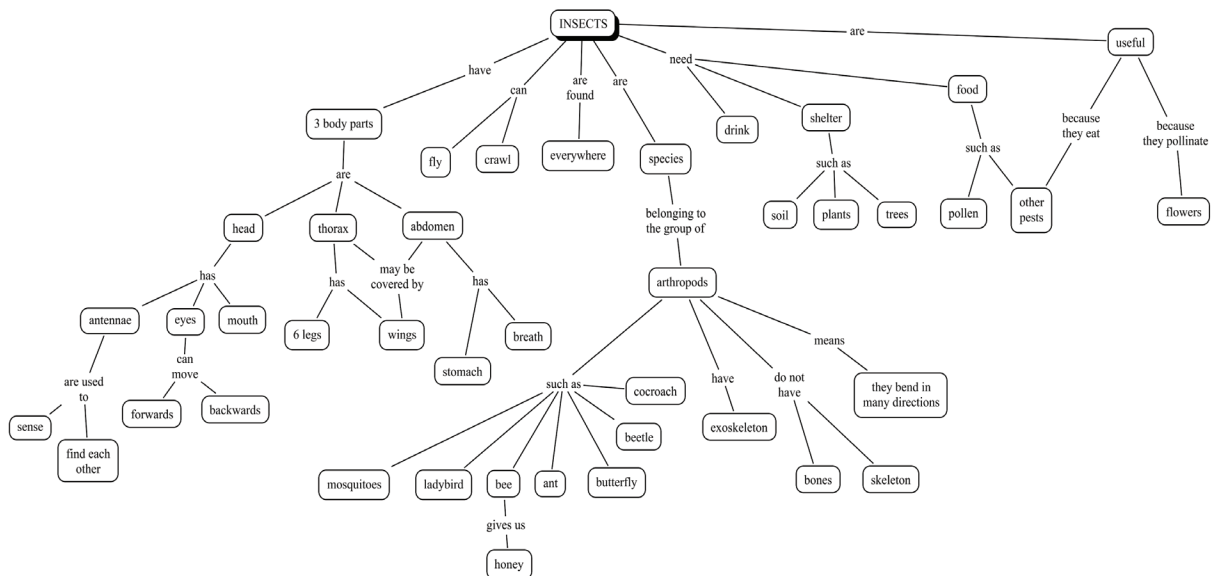 INSECTS
are
useful
have
can
are
found
are
need
food
3 body parts
fly
crawl
everywhere
species
drink
shelter
because
they eat
because
they pollinate
such as
such as
are
belonging to
the group of
soil
plants
trees
pollen
other
pests
flowers
head
thorax
abdomen
has
has
may be
covered by
has
arthropods
antennae
eyes
mouth
6 legs
wings
breath
stomach
means
can
move
are used
to
forwards
backwards
sense
find each
other
such as
cocroach
have
do not
have
they bend in
many directions
exoskeleton
beetle
mosquitoes
ladybird
bee
ant
butterfly
bones
skeleton
gives us
honey